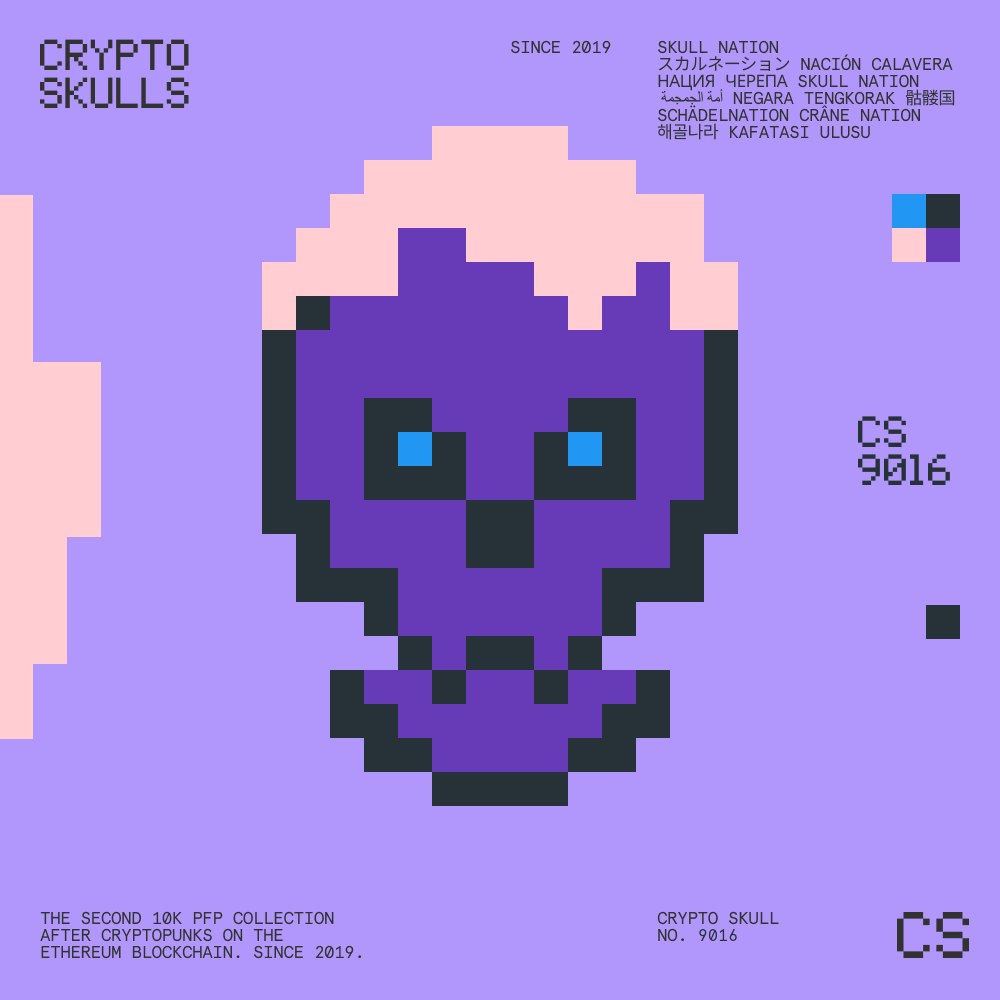 CRYPTO
SKULLS
SINCE 2019
SKULL NATION
スカルネーション NACIÓN CALAVERA
НАЦИЯ ЧЕРЕПА SKULL NATION
أمة الجمجمة NEGARA TENGKORAK 骷髅国
SCHÄDELNATION CRÂNE NATION
해골나라 KAFATASI ULUSU
CS
9016
THE SECOND 10K PFP COLLECTION
AFTER CRYPTOPUNKS ON THE
ETHEREUM BLOCKCHAIN. SINCE 2019.
CRYPTO SKULL
NO. 9016
CS